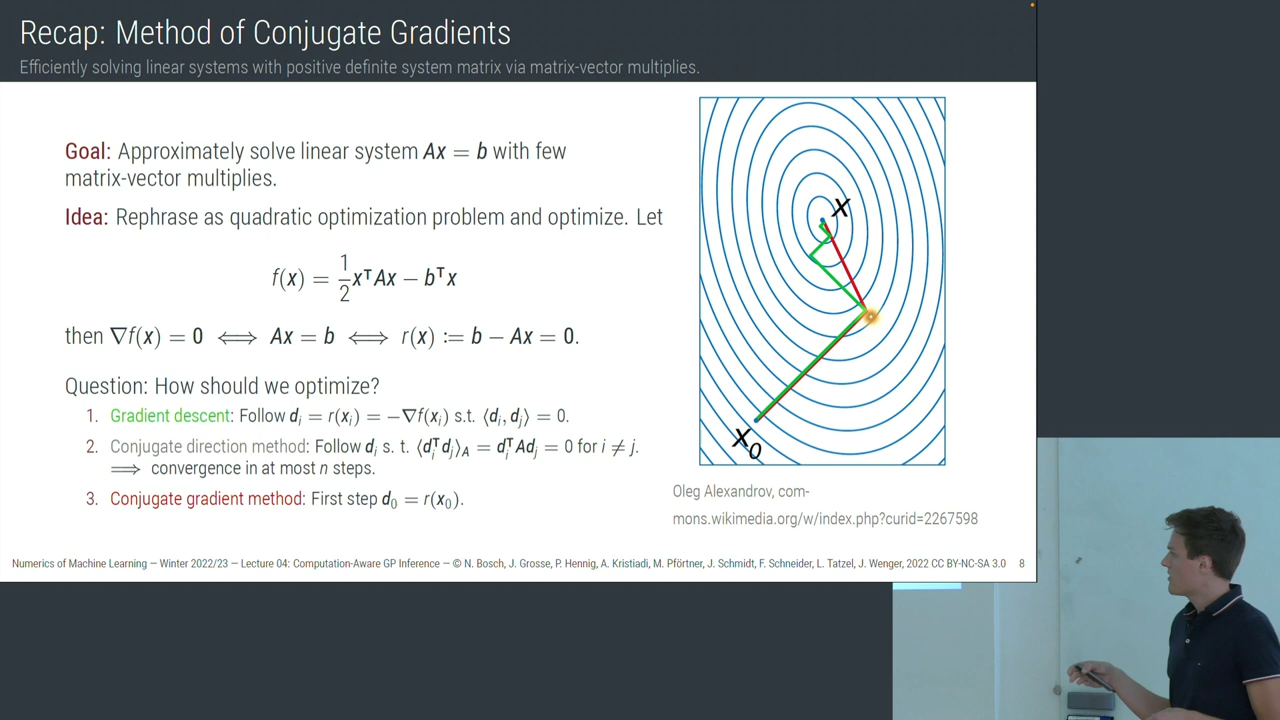 Recap: Method of Conjugate Gradients
Efficiently solving linear systems with positive definite system matrix via matrix-vector multiplies.
Goal: Approximately solve linear system Ax = b with few
matrix-vector multiplies.
Idea: Rephrase as quadratic optimization problem and optimize. Let
f(x) = 1/2 xᵀAx − bᵀx
then ∇f(x) = 0 ⟺ Ax = b ⟺ r(x) := b − Ax = 0.
Question: How should we optimize?
1. Gradient descent: Follow dᵢ = r(xᵢ) = −∇f(xᵢ) s.t. ⟨dᵢ, dⱼ⟩ = 0.
2. Conjugate direction method: Follow dᵢ s. t. ⟨dᵢᵀdⱼ⟩_A = dᵢᵀAdⱼ = 0 for i ≠ j.
⟹ convergence in at most n steps.
3. Conjugate gradient method: First step d₀ = r(x₀).
x
x₀
Oleg Alexandrov, com-
mons.wikimedia.org/w/index.php?curid=2267598
Numerics of Machine Learning — Winter 2022/23 — Lecture 04: Computation-Aware GP Inference — © N. Bosch, J. Grosse, P. Hennig, A. Kristiadi, M. Pförtner, J. Schmidt, F. Schneider, L. Tatzel, J. Wenger, 2022 CC BY-NC-SA 3.0 8